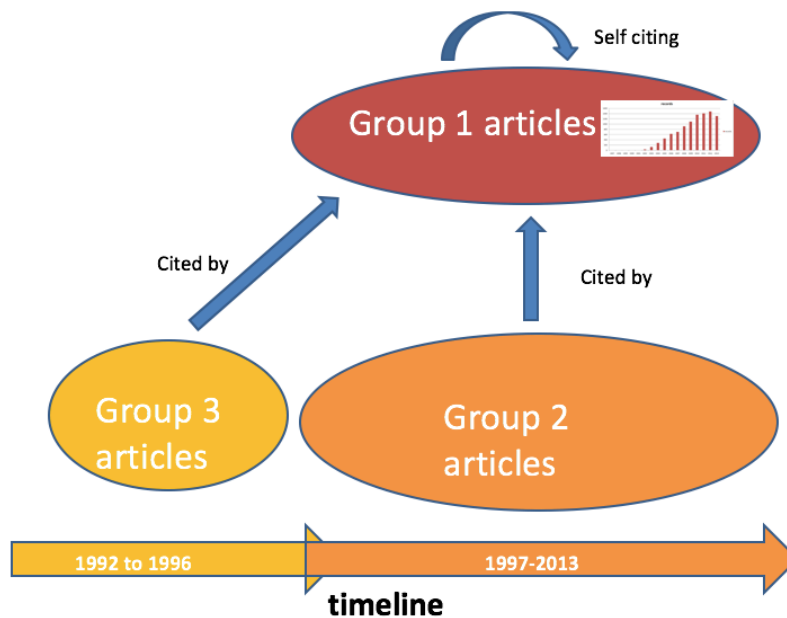 Self citing
Group 1 articles
Cited by
Cited by
Group 3
articles
Group 2
articles
1992 to 1996
1997-2013
timeline